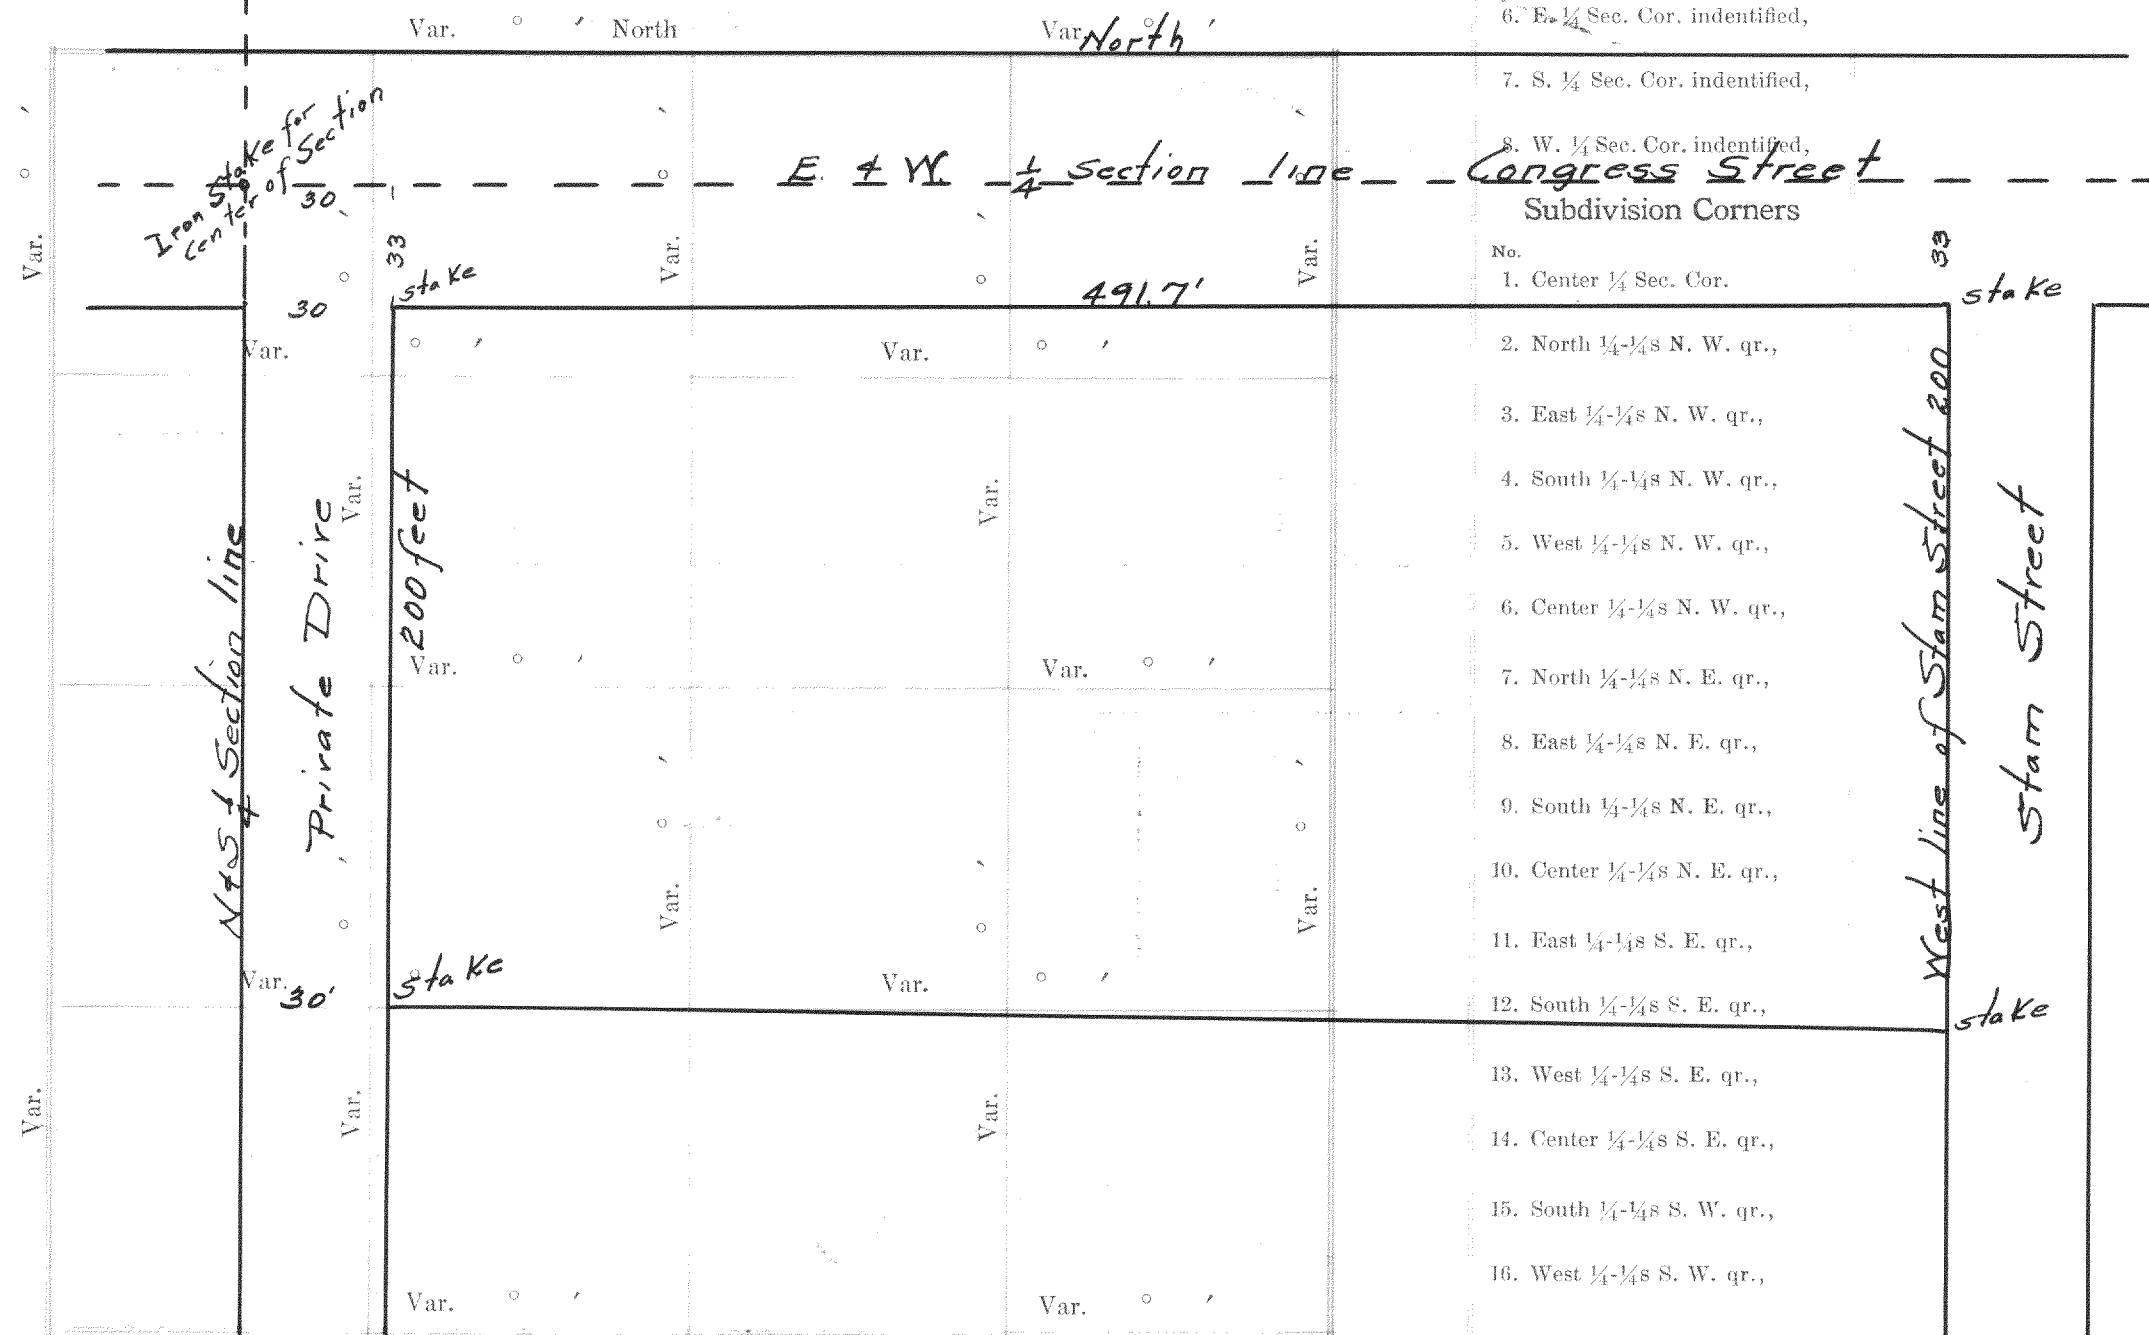 Var. ° ′ North Var. ° ′
North
6. E. ¼ Sec. Cor. indentified,
7. S. ¼ Sec. Cor. indentified,
8. W. ¼ Sec. Cor. indentified,
Iron Stake for
center of Section
E. & W. ¼ Section line Congress Street
30
33
33
Subdivision Corners
No.
Var.
Var.
Var.
stake
491.7'
stake
30
1. Center ¼ Sec. Cor.
Var. ° ′ Var. ° ′
2. North ¼-¼s N. W. qr.,
3. East ¼-¼s N. W. qr.,
4. South ¼-¼s N. W. qr.,
5. West ¼-¼s N. W. qr.,
6. Center ¼-¼s N. W. qr.,
7. North ¼-¼s N. E. qr.,
8. East ¼-¼s N. E. qr.,
9. South ¼-¼s N. E. qr.,
10. Center ¼-¼s N. E. qr.,
11. East ¼-¼s S. E. qr.,
12. South ¼-¼s S. E. qr.,
13. West ¼-¼s S. E. qr.,
14. Center ¼-¼s S. E. qr.,
15. South ¼-¼s S. W. qr.,
16. West ¼-¼s S. W. qr.,
N & S ¼ Section line
Private Drire
Var.
200 feet
Var.
West line of Stam Street 200
Stam Street
Var. ° ′ Var. ° ′
Var.
Var.
Var.
30'
stake
Var. ° ′
stake
Var.
Var.
Var.
Var. ° ′ Var. ° ′